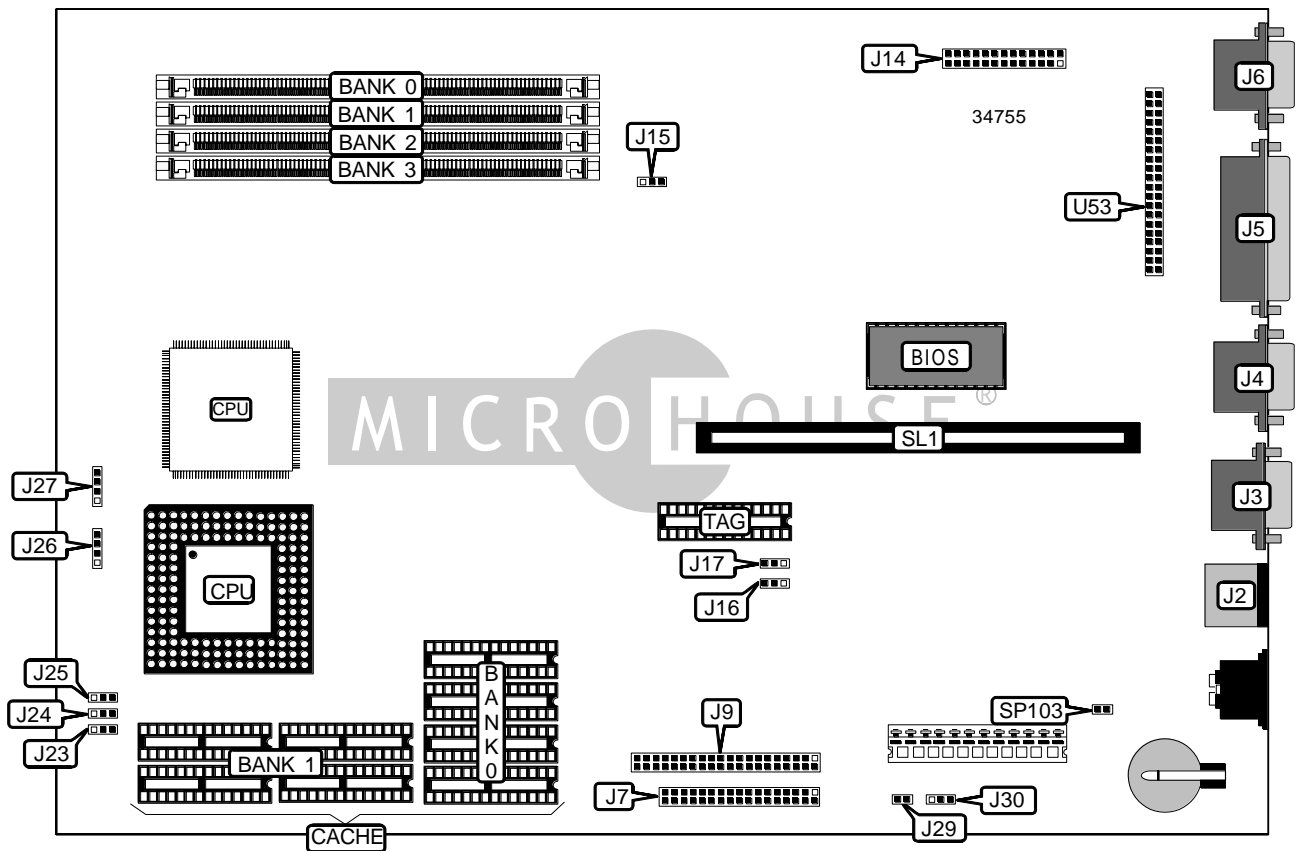 J14
J6
BANK 0
BANK 1
BANK 2
BANK 3
34755
J15
U53
J5
BIOS
J4
CPU
MICROHOUSE®
SL1
J27
J3
TAG
J26
J17
CPU
J16
J2
J25
BANK 0
J24
SP103
J9
J23
BANK 1
J7
J30
J29
CACHE